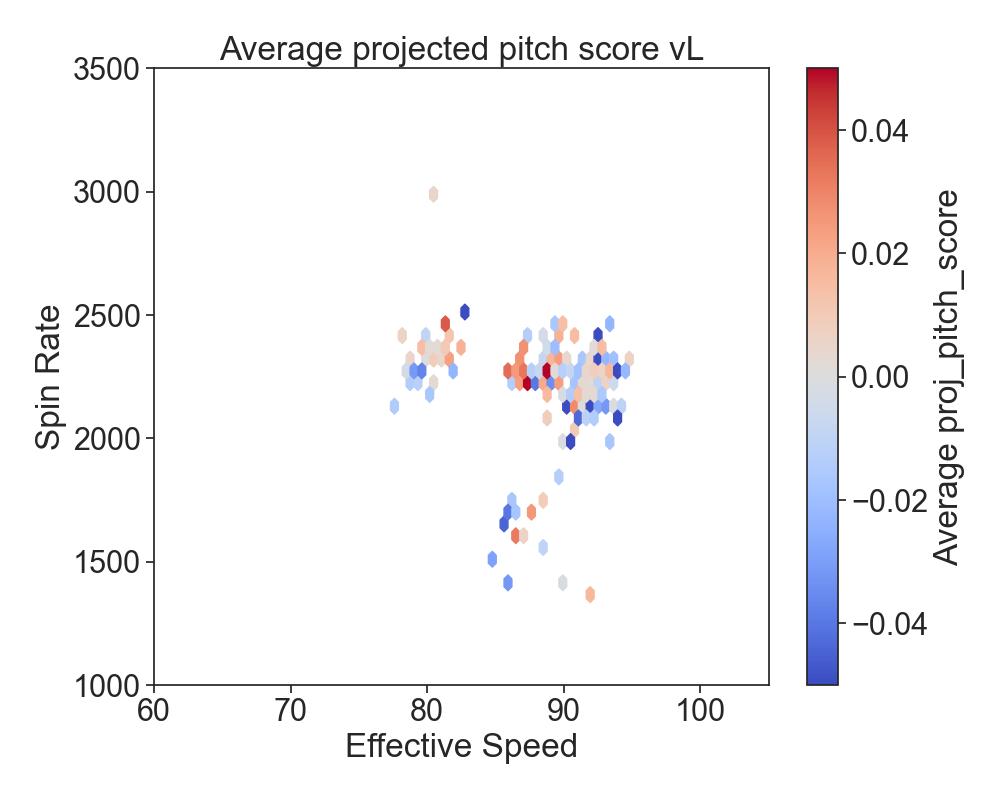 Average projected pitch score vL
3500
3000
2500
2000
1500
1000
Spin Rate
60 70 80 90 100
Effective Speed
0.04
0.02
0.00
−0.02
−0.04
Average proj_pitch_score